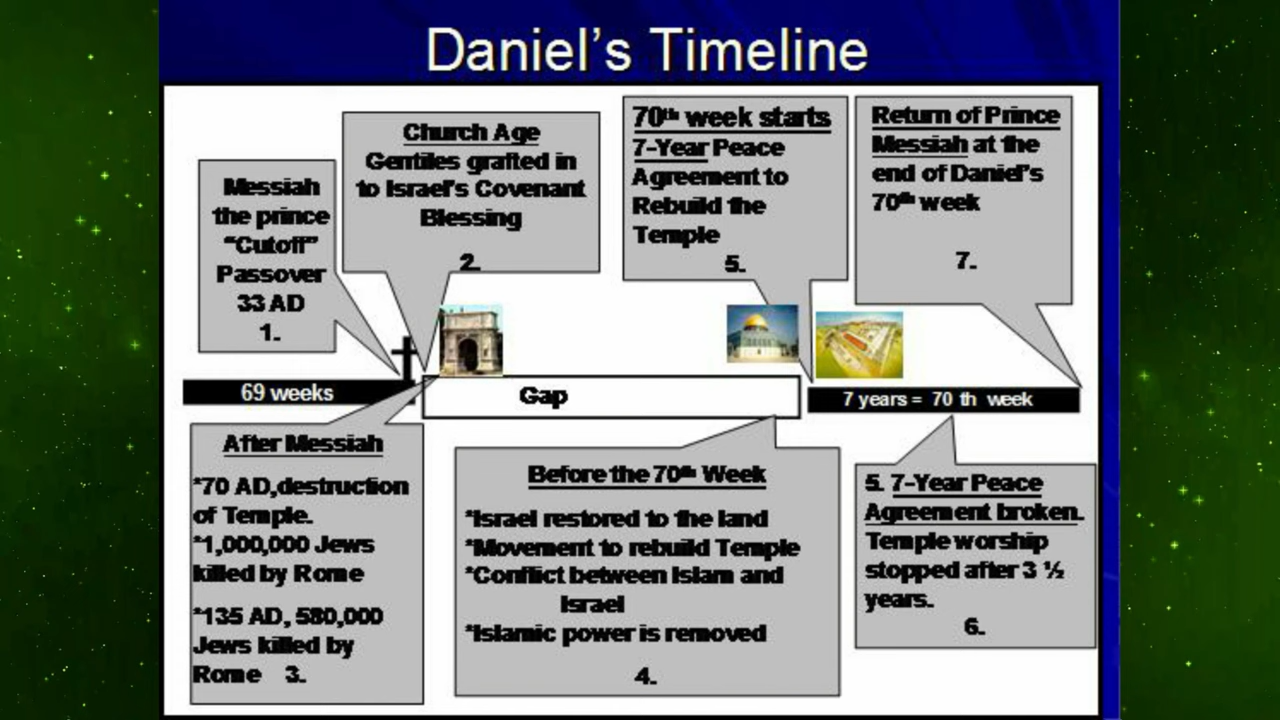 Daniel's Timeline
Messiah
the prince
"Cutoff"
Passover
33 AD
1.
Church Age
Gentiles grafted in
to Israel's Covenant
Blessing
2.
70th week starts
7-Year Peace
Agreement to
Rebuild the
Temple
5.
Return of Prince
Messiah at the
end of Daniel's
70th week
7.
69 weeks
Gap
7 years = 70 th week
After Messiah
*70 AD,destruction
of Temple.
*1,000,000 Jews
killed by Rome
*135 AD, 580,000
Jews killed by
Rome 3.
Before the 70th Week
*Israel restored to the land
*Movement to rebuild Temple
*Conflict between Islam and
Israel
*Islamic power is removed
4.
5. 7-Year Peace
Agreement broken.
Temple worship
stopped after 3 ½
years.
6.